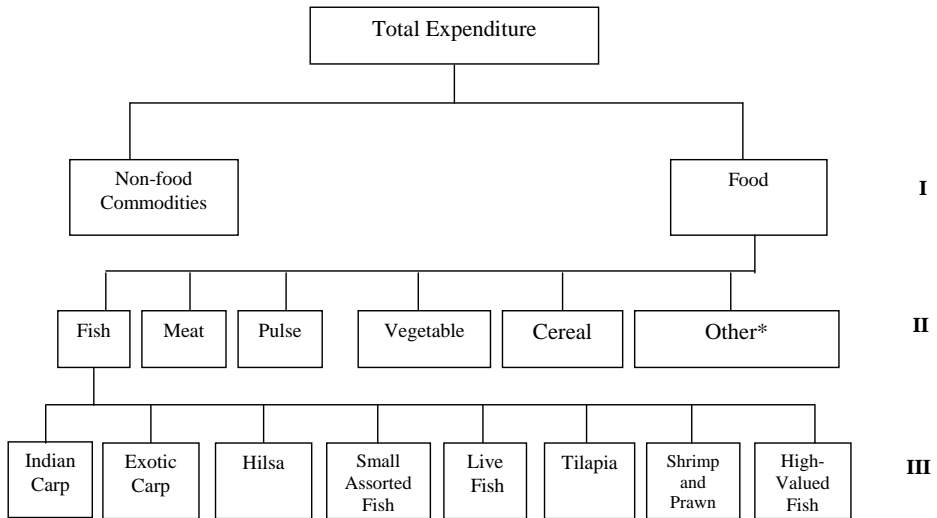 Total Expenditure
Non-food
Commodities
Food
I
Fish
Meat
Pulse
Vegetable
Cereal
Other*
II
Indian
Carp
Exotic
Carp
Hilsa
Small
Assorted
Fish
Live
Fish
Tilapia
Shrimp
and
Prawn
High-
Valued
Fish
III